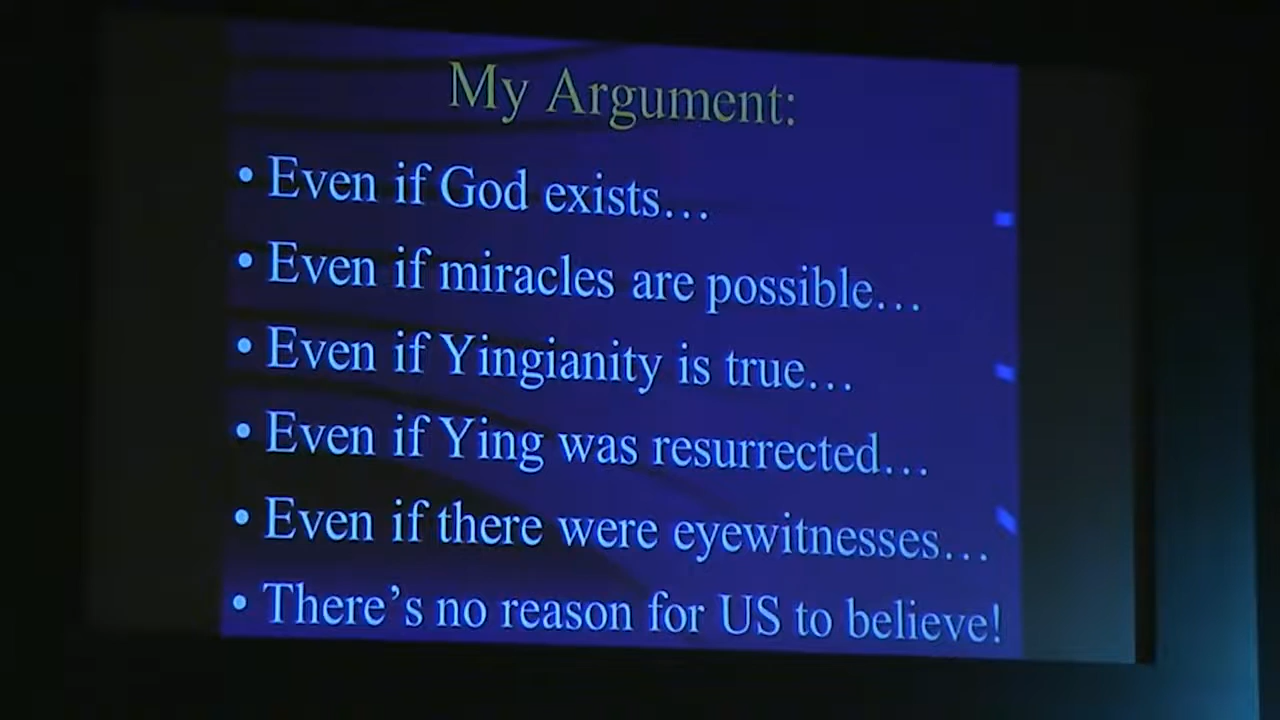 My Argument:
• Even if God exists…
• Even if miracles are possible…
• Even if Yingianity is true…
• Even if Ying was resurrected…
• Even if there were eyewitnesses…
• There’s no reason for US to believe!